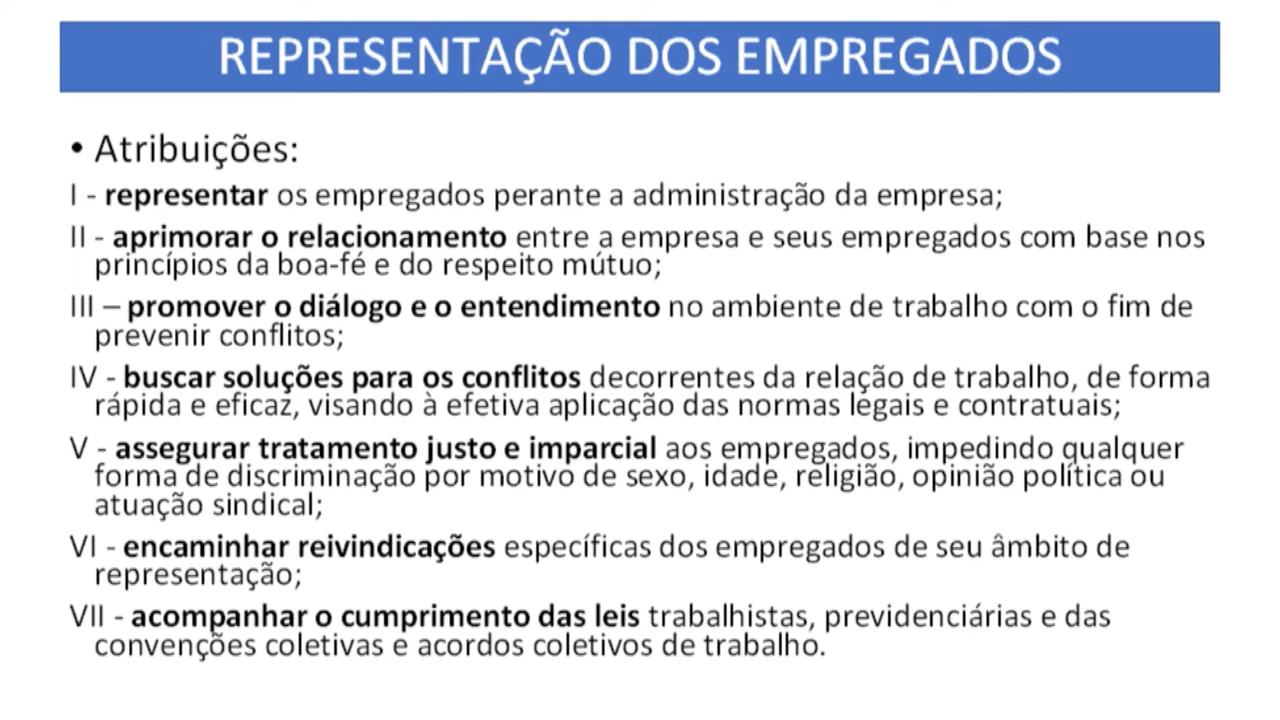 REPRESENTAÇÃO DOS EMPREGADOS
• Atribuições:
I - representar os empregados perante a administração da empresa;
II - aprimorar o relacionamento entre a empresa e seus empregados com base nos
princípios da boa-fé e do respeito mútuo;
III – promover o diálogo e o entendimento no ambiente de trabalho com o fim de
prevenir conflitos;
IV - buscar soluções para os conflitos decorrentes da relação de trabalho, de forma
rápida e eficaz, visando à efetiva aplicação das normas legais e contratuais;
V - assegurar tratamento justo e imparcial aos empregados, impedindo qualquer
forma de discriminação por motivo de sexo, idade, religião, opinião política ou
atuação sindical;
VI - encaminhar reivindicações específicas dos empregados de seu âmbito de
representação;
VII - acompanhar o cumprimento das leis trabalhistas, previdenciárias e das
convenções coletivas e acordos coletivos de trabalho.